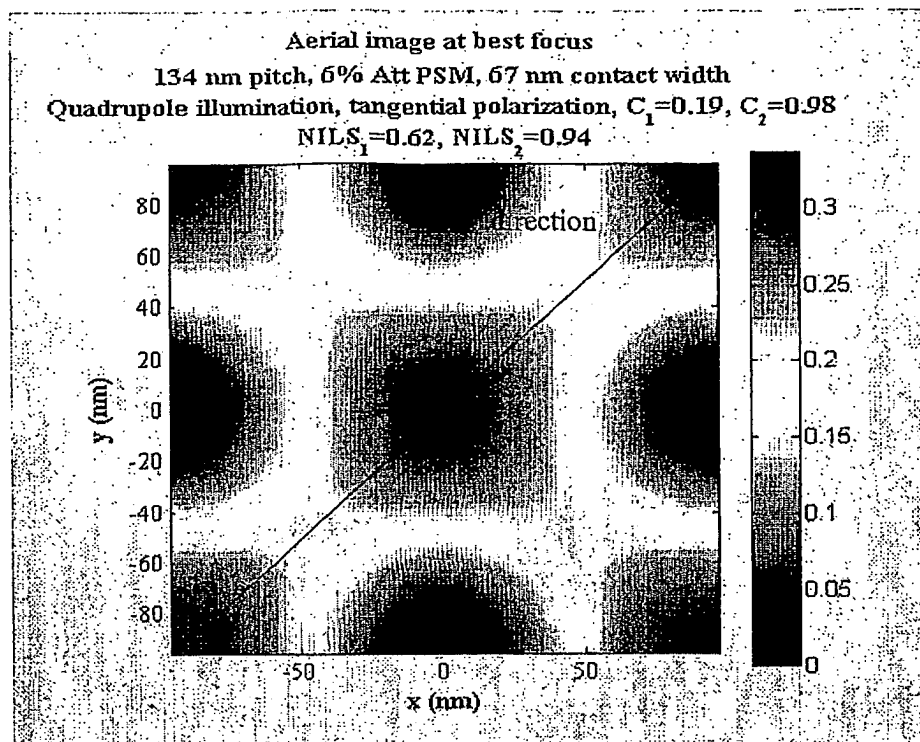 Aerial image at best focus
134 nm pitch, 6% Att PSM, 67 nm contact width
Quadrupole illumination, tangential polarization, C₁=0.19, C₂=0.98
NILS₁=0.62, NILS₂=0.94
direction
y (nm)
80
60
40
20
0
-20
-40
-60
-80
-50
0
50
x (nm)
0.3
0.25
0.2
0.15
0.1
0.05
0